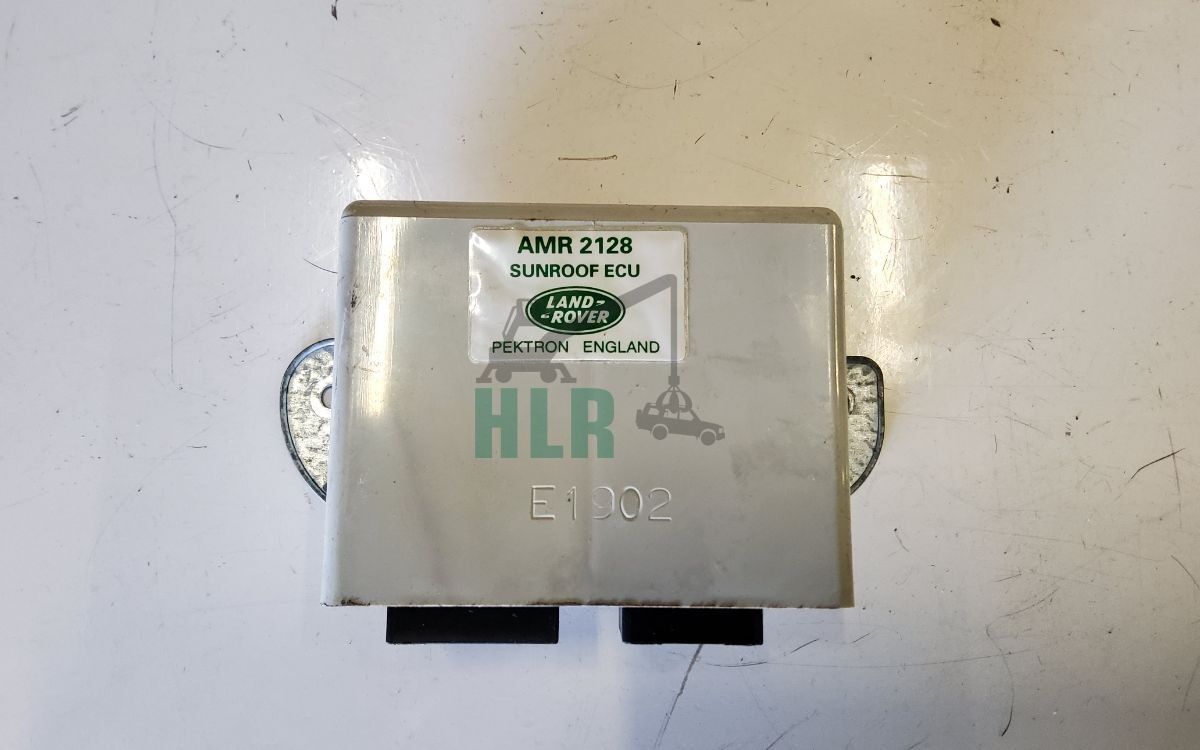 AMR 2128
SUNROOF ECU
LAND-
-ROVER
PEKTRON ENGLAND
HLR
E1902